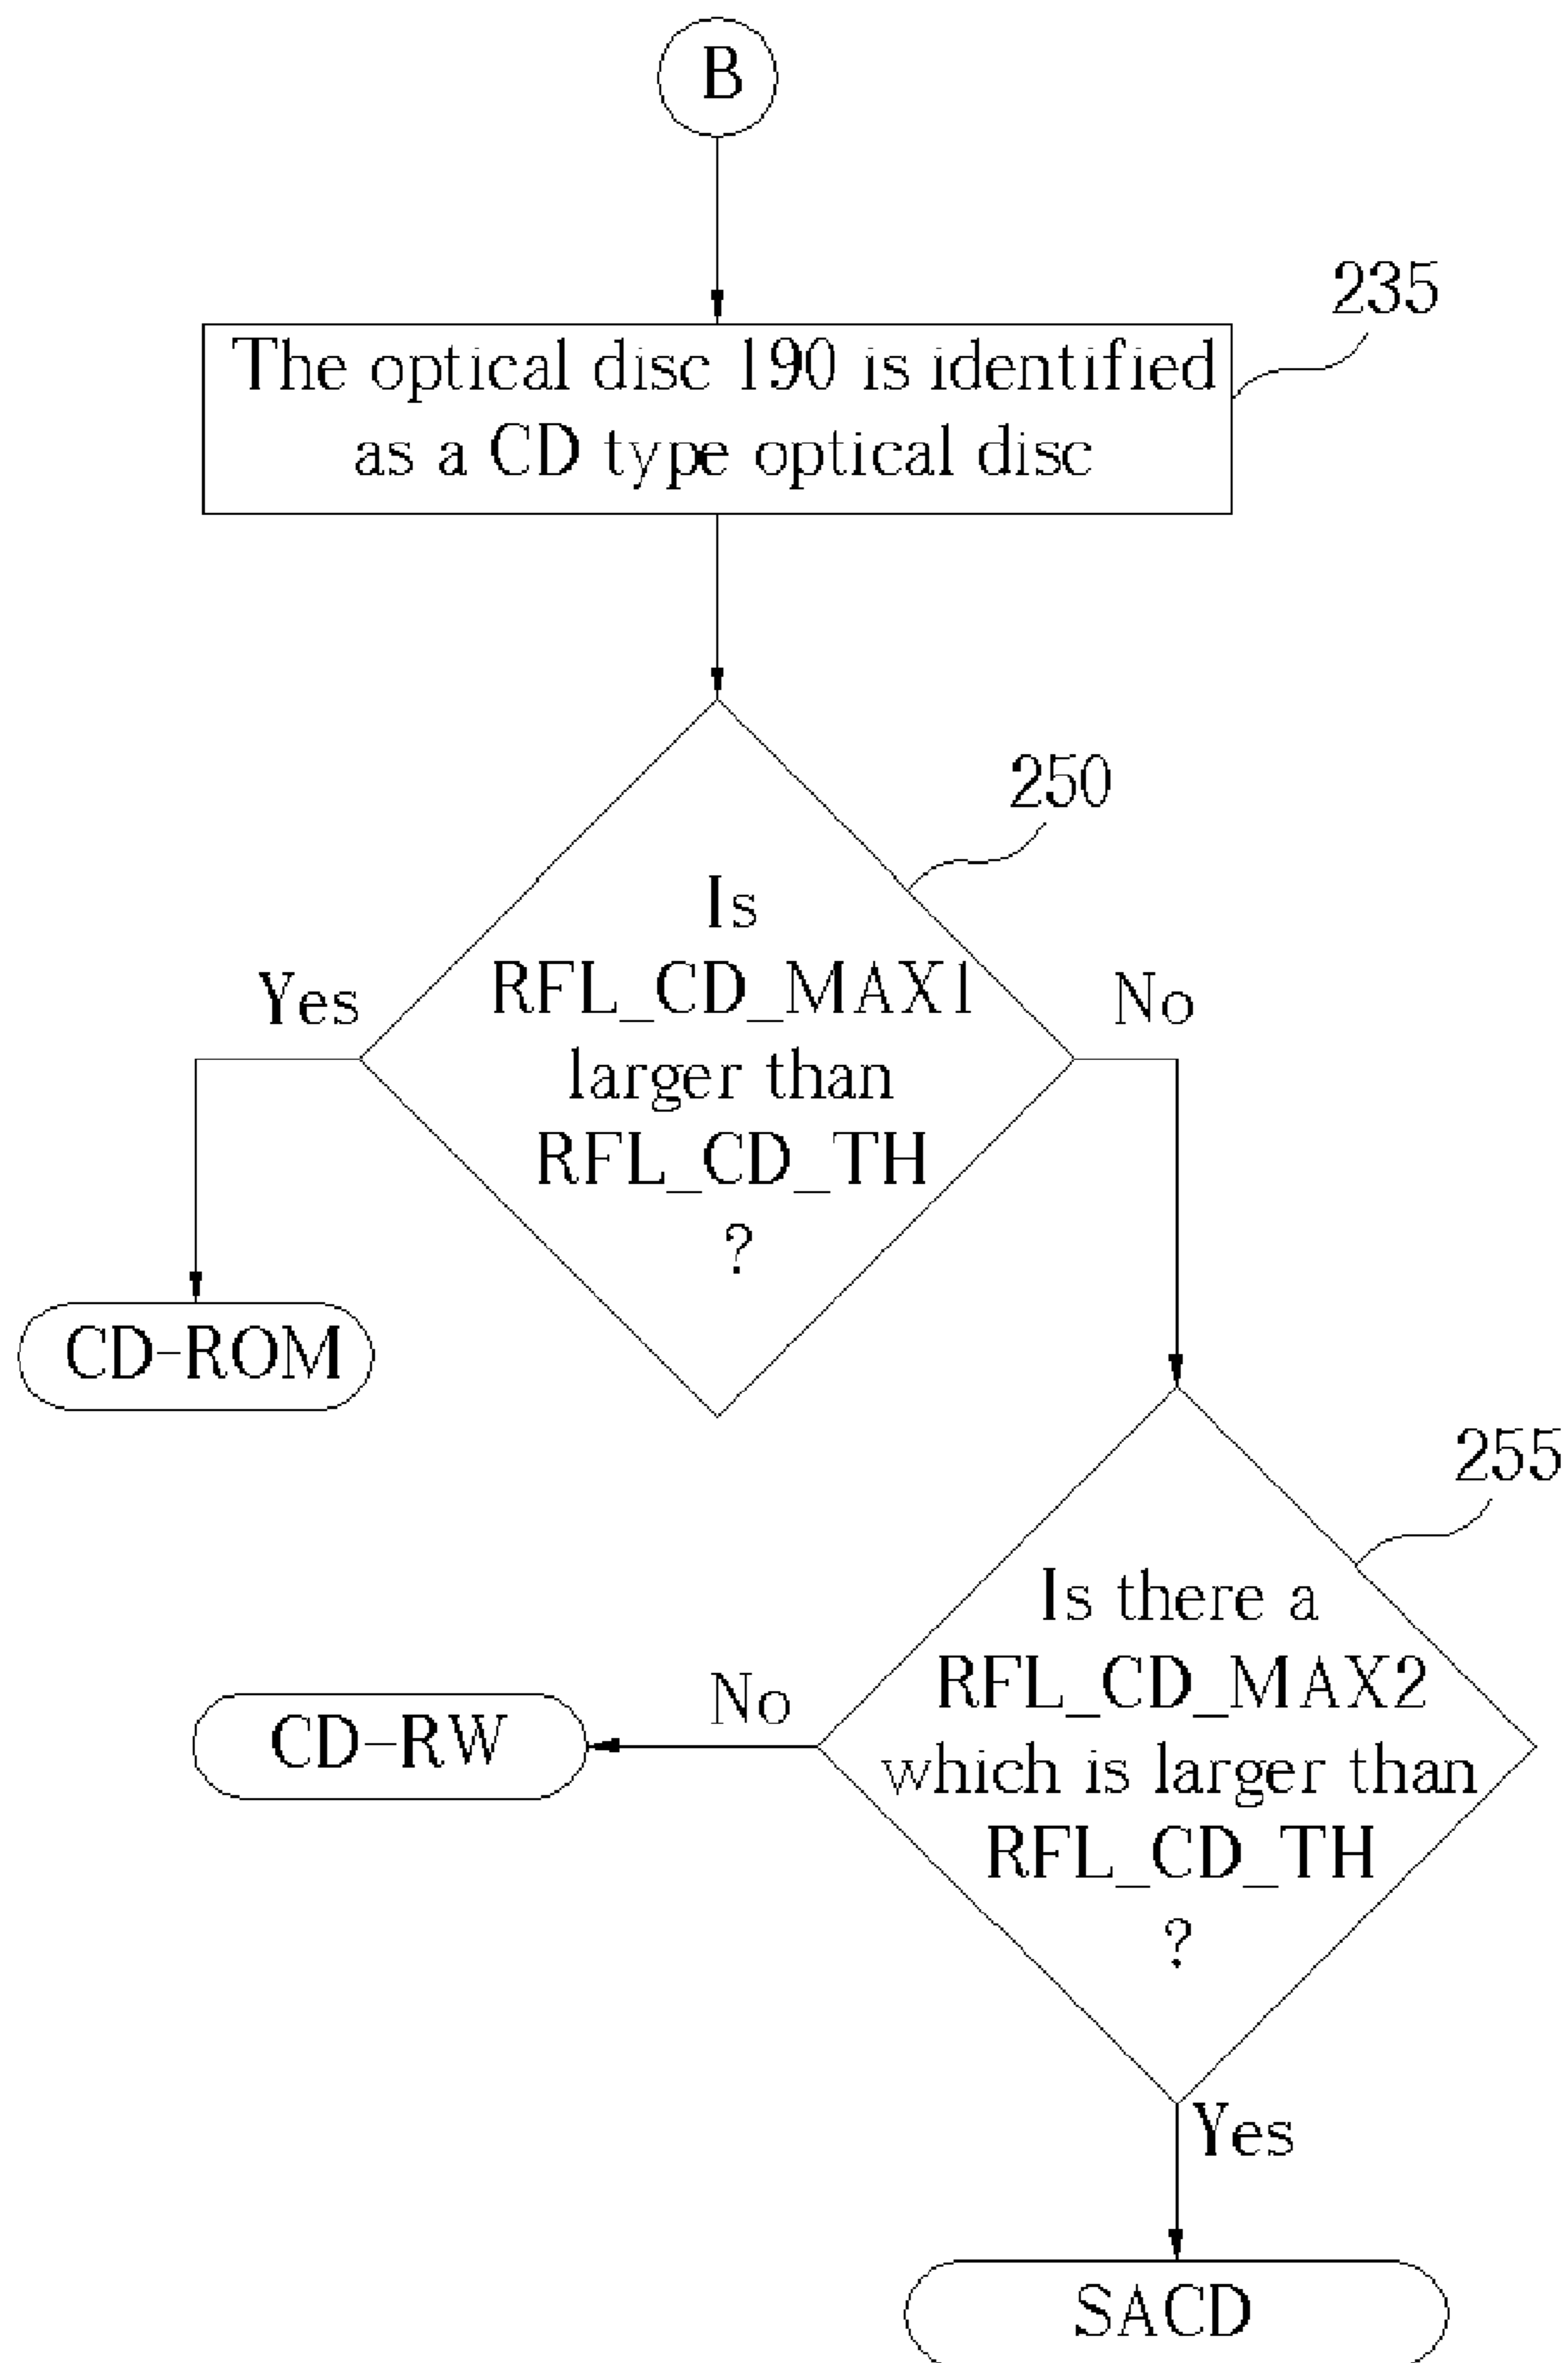 B
235
The optical disc 190 is identified
as a CD type optical disc
250
Is
RFL_CD_MAX1
larger than
RFL_CD_TH
?
Yes
No
CD-ROM
255
Is there a
RFL_CD_MAX2
which is larger than
RFL_CD_TH
?
No
CD-RW
Yes
SACD